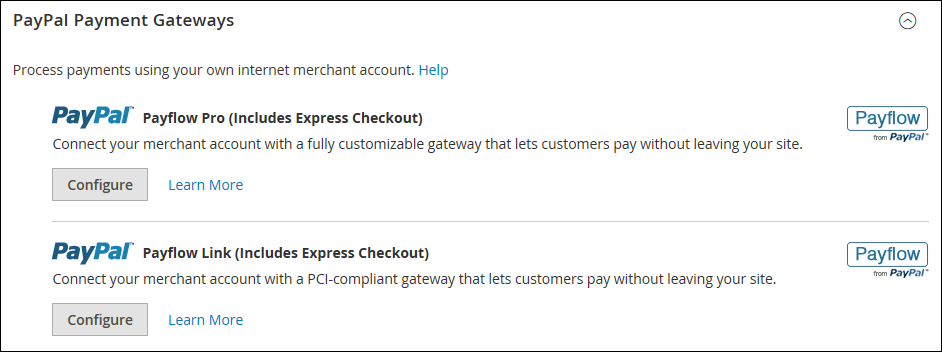 PayPal Payment Gateways
Process payments using your own internet merchant account. Help
PayPal™ Payflow Pro (Includes Express Checkout)
Payflow
from PayPal™
Connect your merchant account with a fully customizable gateway that lets customers pay without leaving your site.
Configure Learn More
PayPal™ Payflow Link (Includes Express Checkout)
Payflow
from PayPal™
Connect your merchant account with a PCI-compliant gateway that lets customers pay without leaving your site.
Configure Learn More